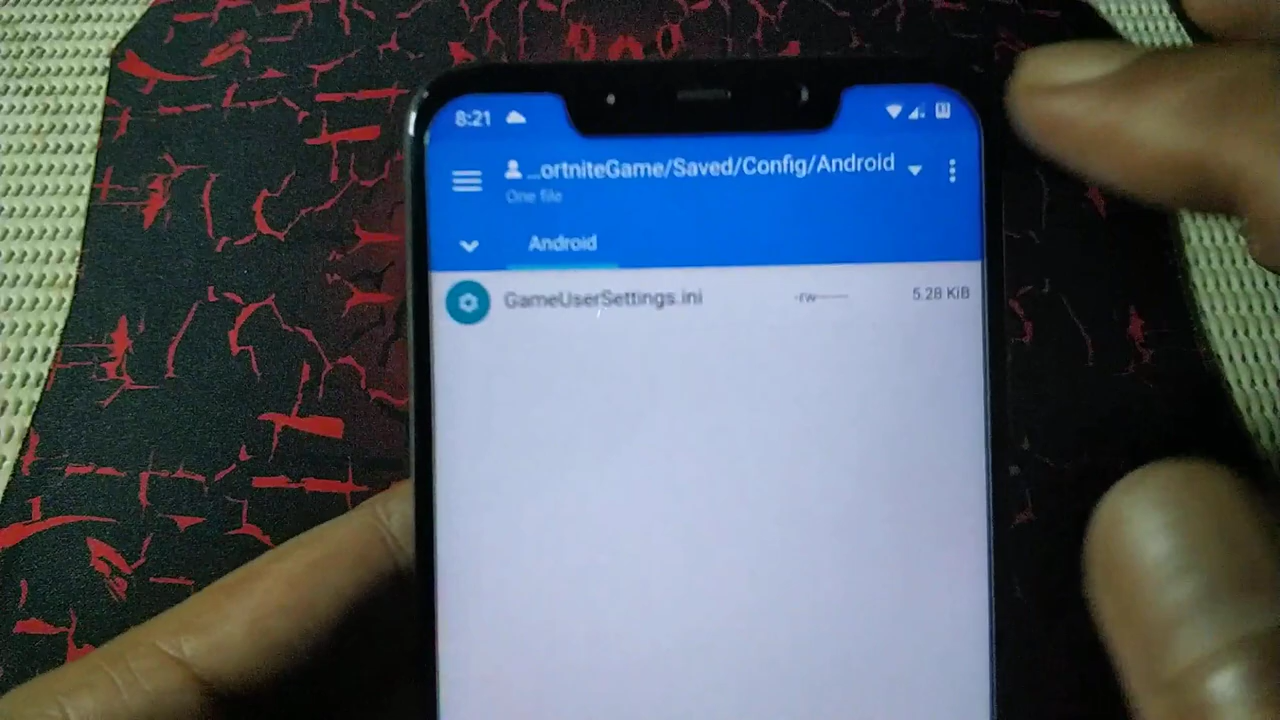 8:21
...ortniteGame/Saved/Config/Android
One file
Android
GameUserSettings.ini -rw------- 5.28 KiB